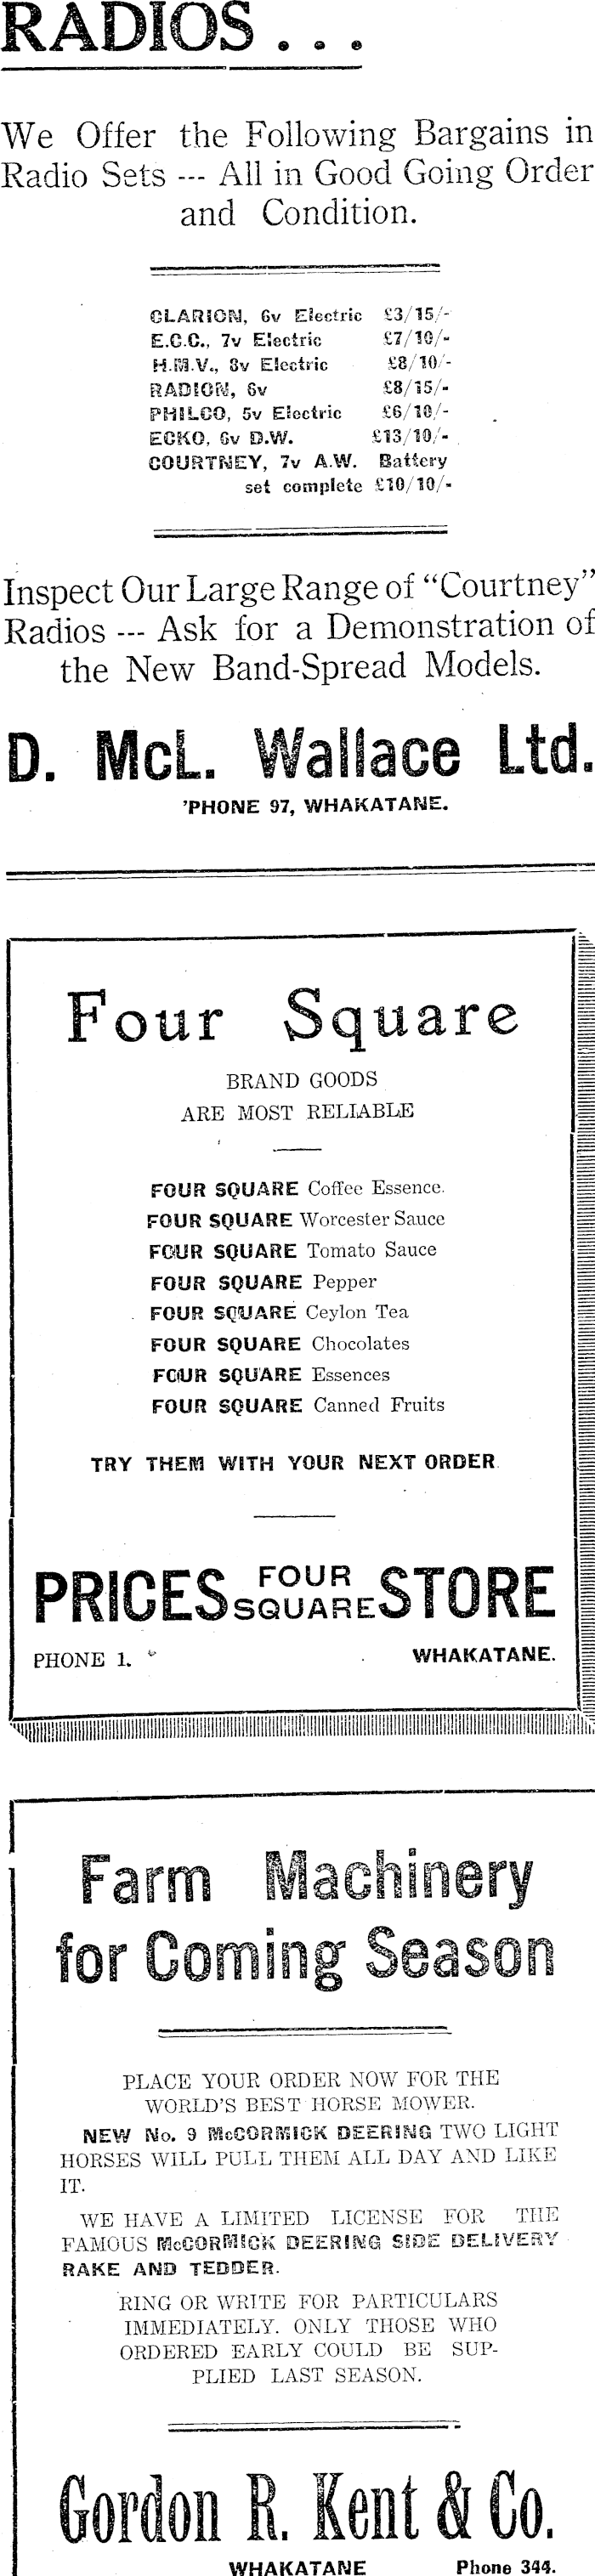 RADIOS . . .
We Offer the Following Bargains in
Radio Sets --- All in Good Going Order
and Condition.
CLARION, 6v Electric £3/15/-
E.C.C., 7v Electric £7/10/-
H.M.V., 8v Electric £8/10/-
RADION, 6v £8/15/-
PHILCO, 5v Electric £6/10/-
ECKO, 6v D.W. £13/10/-
COURTNEY, 7v A.W. Battery
set complete £10/10/-
Inspect Our Large Range of “Courtney”
Radios --- Ask for a Demonstration of
the New Band-Spread Models.
D. McL. Wallace Ltd.
'PHONE 97, WHAKATANE.
Four Square
BRAND GOODS
ARE MOST RELIABLE
FOUR SQUARE Coffee Essence.
FOUR SQUARE Worcester Sauce
FOUR SQUARE Tomato Sauce
FOUR SQUARE Pepper
FOUR SQUARE Ceylon Tea
FOUR SQUARE Chocolates
FOUR SQUARE Essences
FOUR SQUARE Canned Fruits
TRY THEM WITH YOUR NEXT ORDER
PRICES FOUR SQUARE STORE
PHONE 1. WHAKATANE.
Farm Machinery
for Coming Season
PLACE YOUR ORDER NOW FOR THE
WORLD'S BEST HORSE MOWER.
NEW No. 9 McCORMICK DEERING TWO LIGHT
HORSES WILL PULL THEM ALL DAY AND LIKE
IT.
WE HAVE A LIMITED LICENSE FOR THE
FAMOUS McCORMICK DEERING SIDE DELIVERY
RAKE AND TEDDER.
RING OR WRITE FOR PARTICULARS
IMMEDIATELY. ONLY THOSE WHO
ORDERED EARLY COULD BE SUP-
PLIED LAST SEASON.
Gordon R. Kent & Co.
WHAKATANE Phone 344.